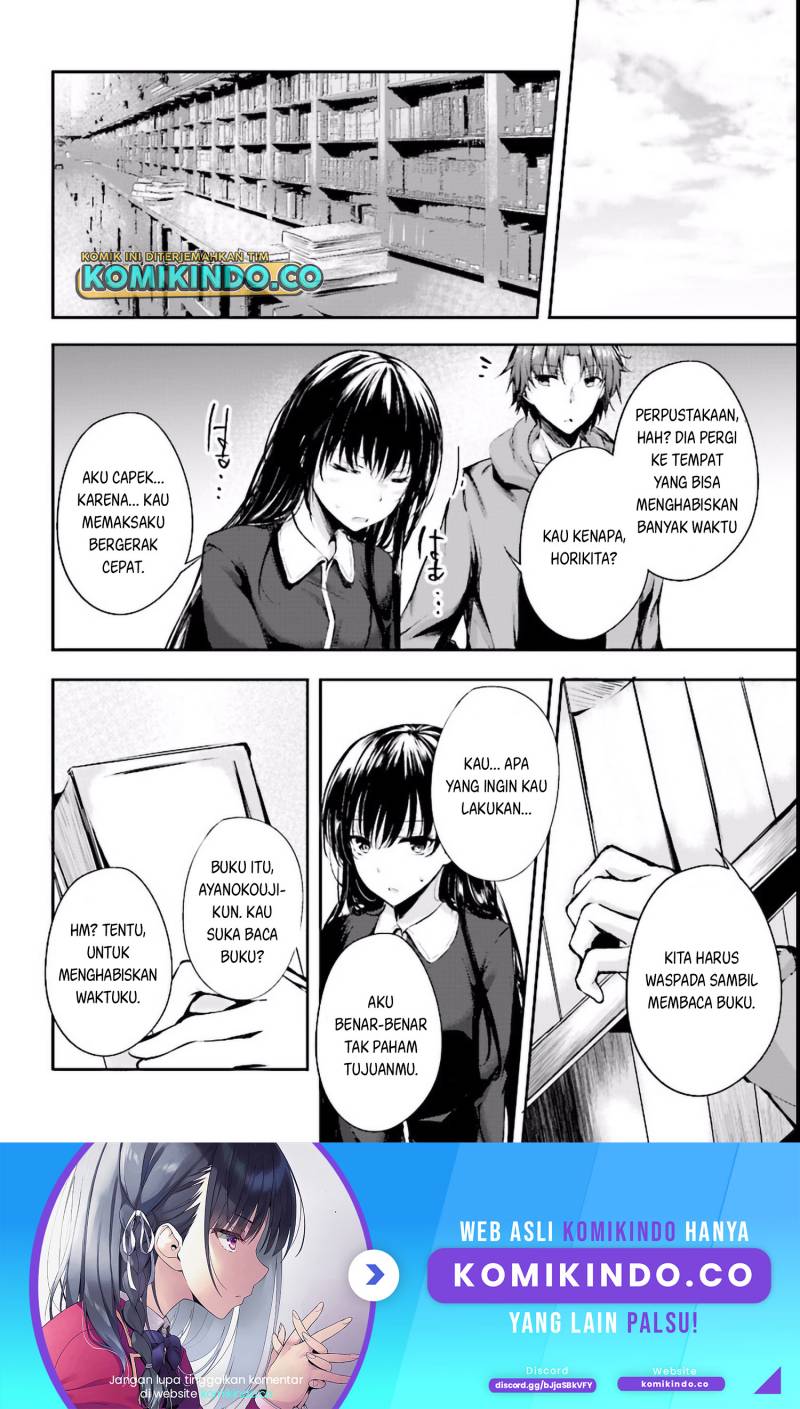 KOMIK INI DITERJEMAHKAN TIM
KOMIKINDO.CO
PERPUSTAKAAN,
HAH? DIA PERGI
KE TEMPAT
YANG BISA
MENGHABISKAN
BANYAK WAKTU
KAU KENAPA,
HORIKITA?
AKU CAPEK...
KARENA... KAU
MEMAKSAKU
BERGERAK
CEPAT.
KITA HARUS
WASPADA SAMBIL
MEMBACA BUKU.
KAU... APA
YANG INGIN KAU
LAKUKAN...
AKU
BENAR-BENAR
TAK PAHAM
TUJUANMU.
BUKU ITU,
AYANOKOUJI-
KUN. KAU
SUKA BACA
BUKU?
HM? TENTU,
UNTUK
MENGHABISKAN
WAKTUKU.
WEB ASLI KOMIKINDO HANYA
KOMIKINDO.CO
YANG LAIN PALSU!
Discord
discord.gg/bJjaSBkVFY
Website
komikindo.co
Jangan lupa tinggalkan komentar
di website komikindo.co